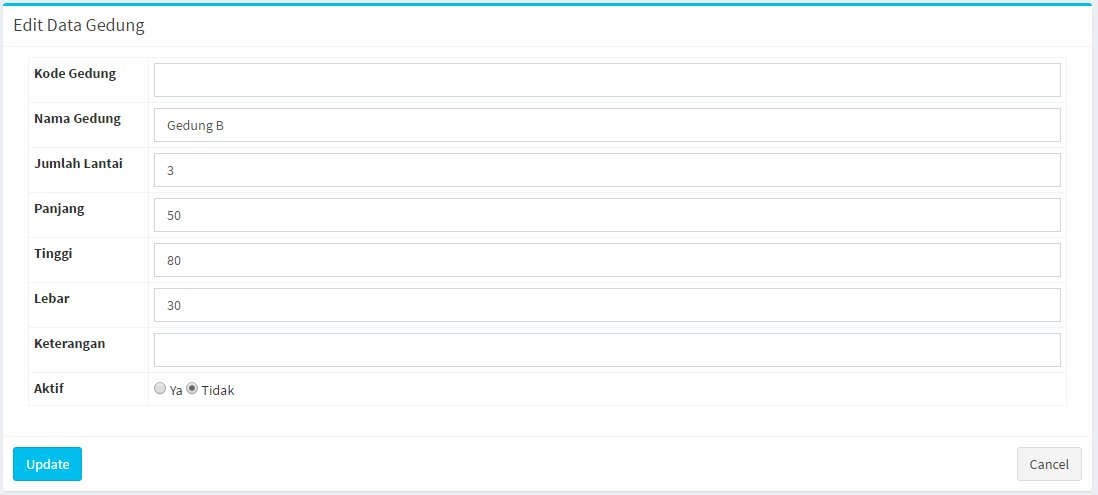 Edit Data Gedung
Kode Gedung
Nama Gedung Gedung B
Jumlah Lantai 3
Panjang 50
Tinggi 80
Lebar 30
Keterangan
Aktif Ya Tidak
Update Cancel